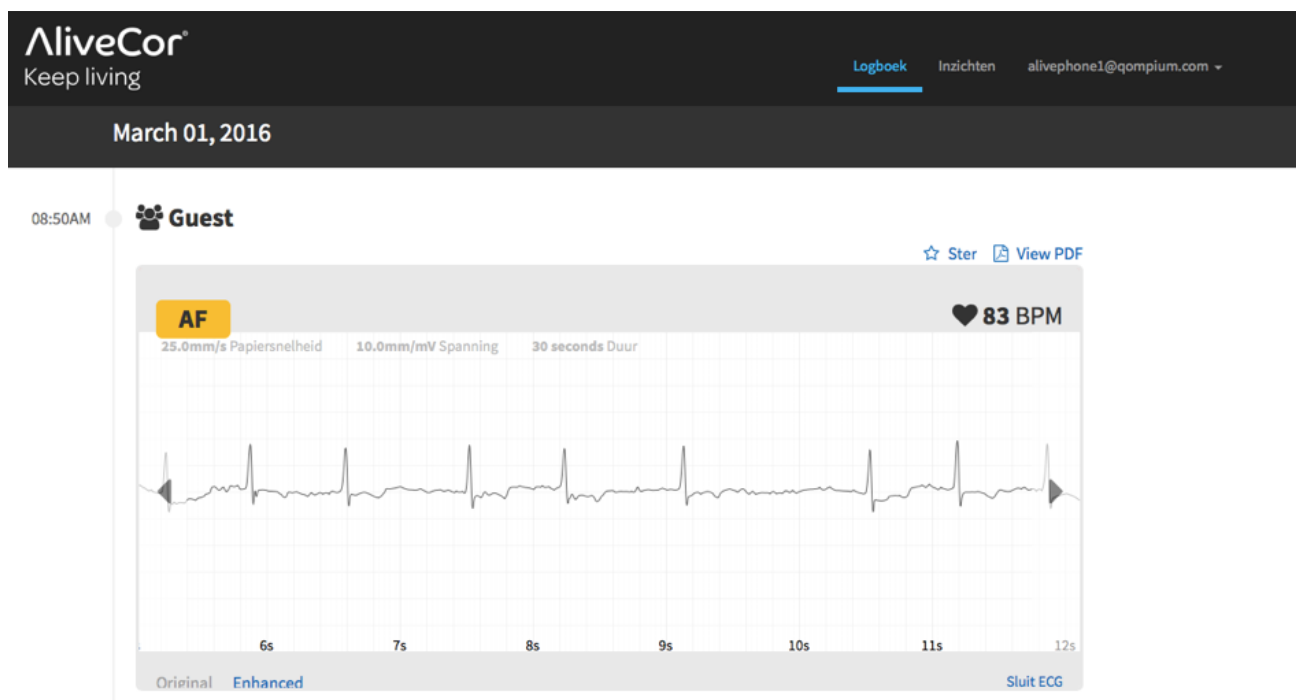 AliveCor®
Keep living
Logboek Inzichten alivephone1@qompium.com
March 01, 2016
08:50AM Guest
Ster View PDF
AF 83 BPM
25.0mm/s Papiersnelheid 10.0mm/mV Spanning 30 seconds Duur
6s 7s 8s 9s 10s 11s 12s
Original Enhanced Sluit ECG